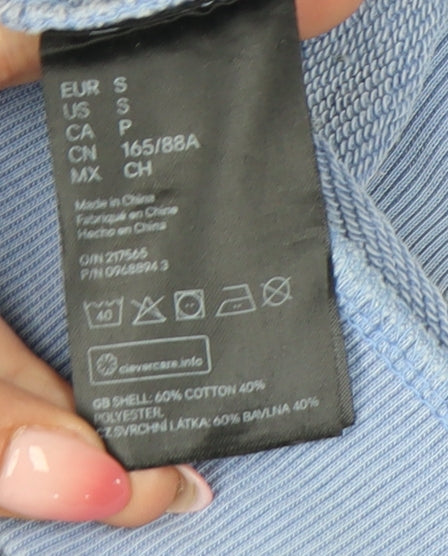 EUR S
US S
CA P
CN 165/88A
MX CH
Made in China
Fabriqué en Chine
Hecho en China
O/N 217565
P/N 0968894 3
40
clevercare.info
GB SHELL: 60% COTTON 40%
POLYESTER.
CZ SVRCHNÍ LÁTKA: 60% BAVLNA 40%